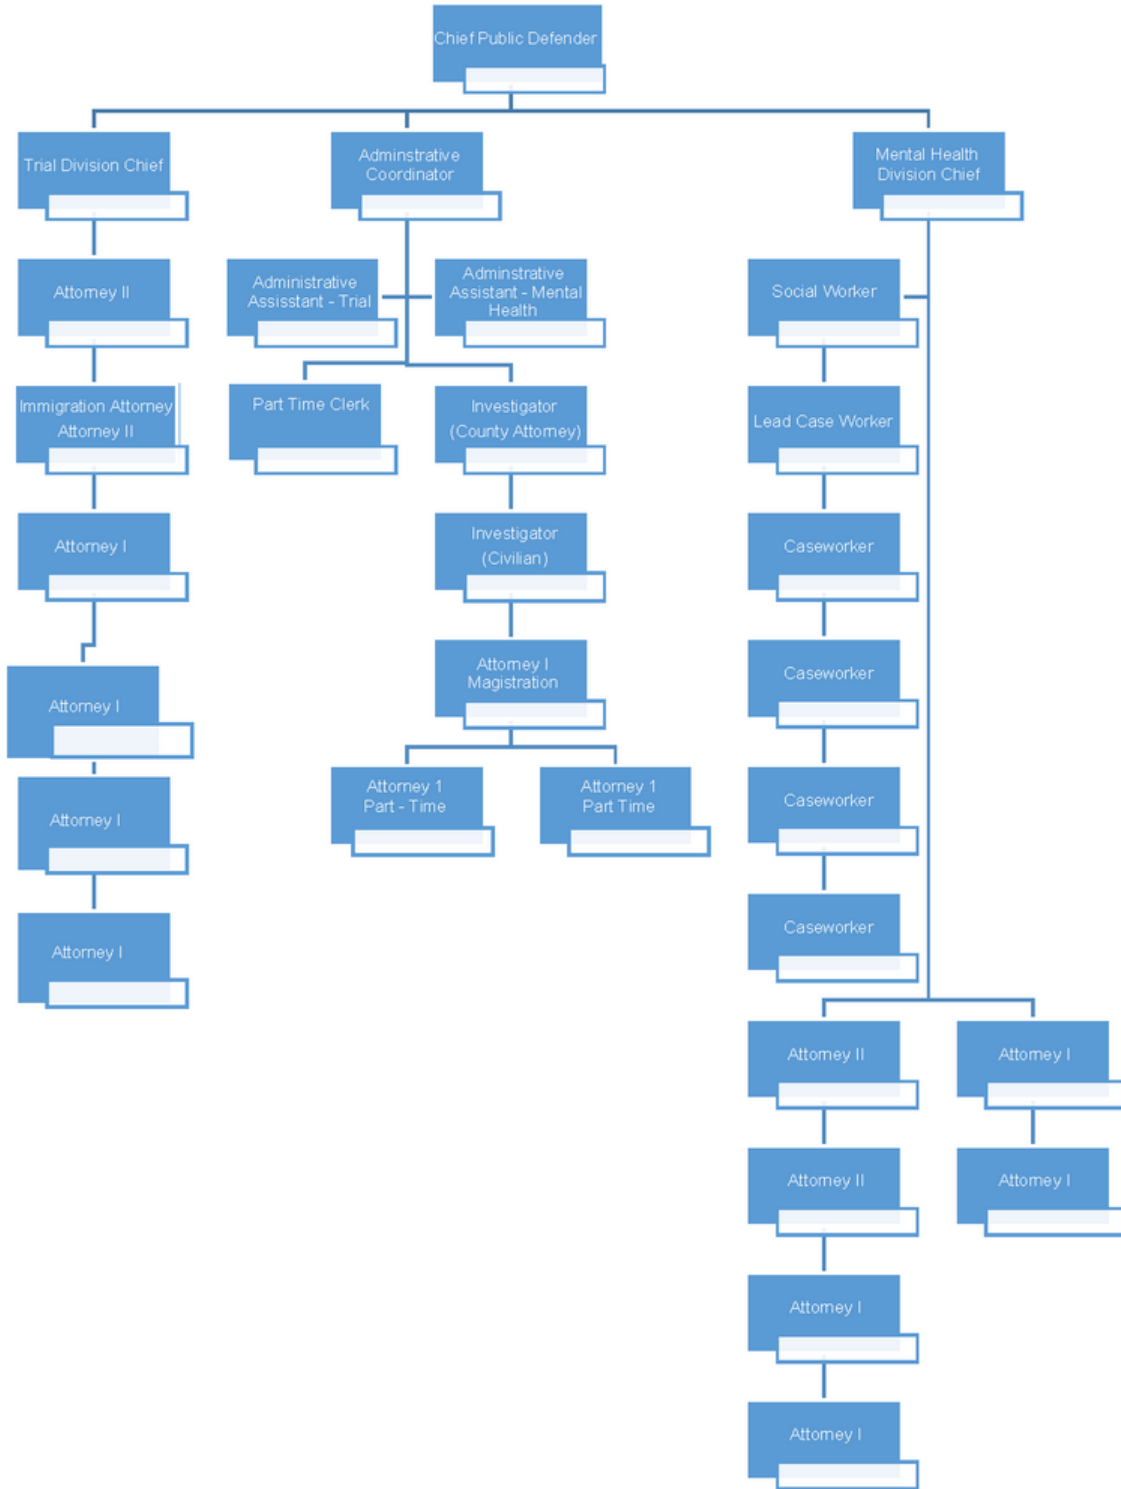 Chief Public Defender
Trial Division Chief
Adminstrative
Coordinator
Mental Health
Division Chief
Attorney II
Administrative
Assisstant - Trial
Adminstrative
Assistant - Mental
Health
Social Worker
Immigration Attorney
Attorney II
Part Time Clerk
Investigator
(County Attorney)
Lead Case Worker
Attorney I
Investigator
(Civilian)
Caseworker
Attorney I
Attorney I
Magistration
Caseworker
Attorney I
Attorney 1
Part - Time
Attorney 1
Part Time
Caseworker
Attorney I
Caseworker
Attorney II
Attorney I
Attorney II
Attorney I
Attorney I
Attorney I